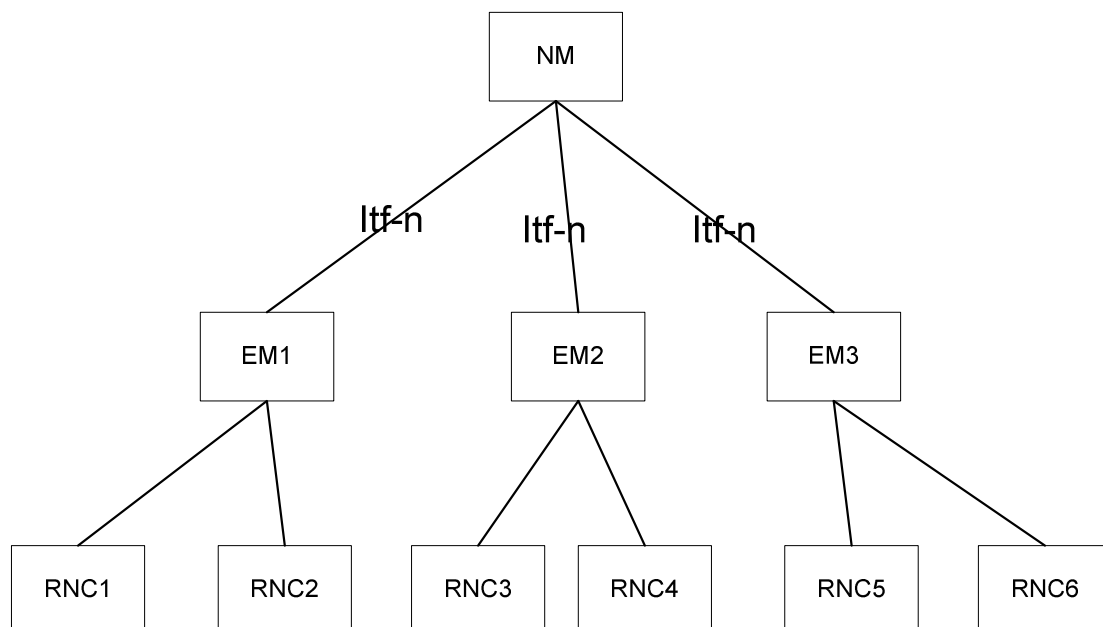 NM
Itf-n
Itf-n
Itf-n
EM1
EM2
EM3
RNC1
RNC2
RNC3
RNC4
RNC5
RNC6